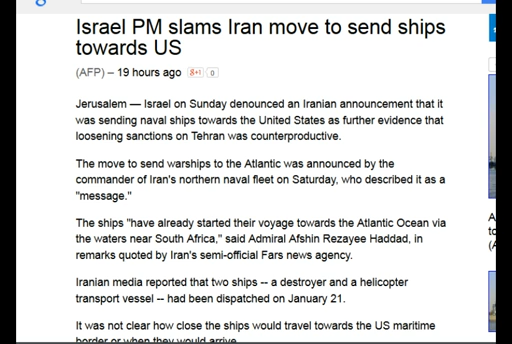 Israel PM slams Iran move to send ships
towards US
(AFP) – 19 hours ago g+1 0
Jerusalem — Israel on Sunday denounced an Iranian announcement that it
was sending naval ships towards the United States as further evidence that
loosening sanctions on Tehran was counterproductive.
The move to send warships to the Atlantic was announced by the
commander of Iran's northern naval fleet on Saturday, who described it as a
"message."
The ships "have already started their voyage towards the Atlantic Ocean via
the waters near South Africa," said Admiral Afshin Rezayee Haddad, in
remarks quoted by Iran's semi-official Fars news agency.
Iranian media reported that two ships -- a destroyer and a helicopter
transport vessel -- had been dispatched on January 21.
It was not clear how close the ships would travel towards the US maritime
border or when they would arrive.